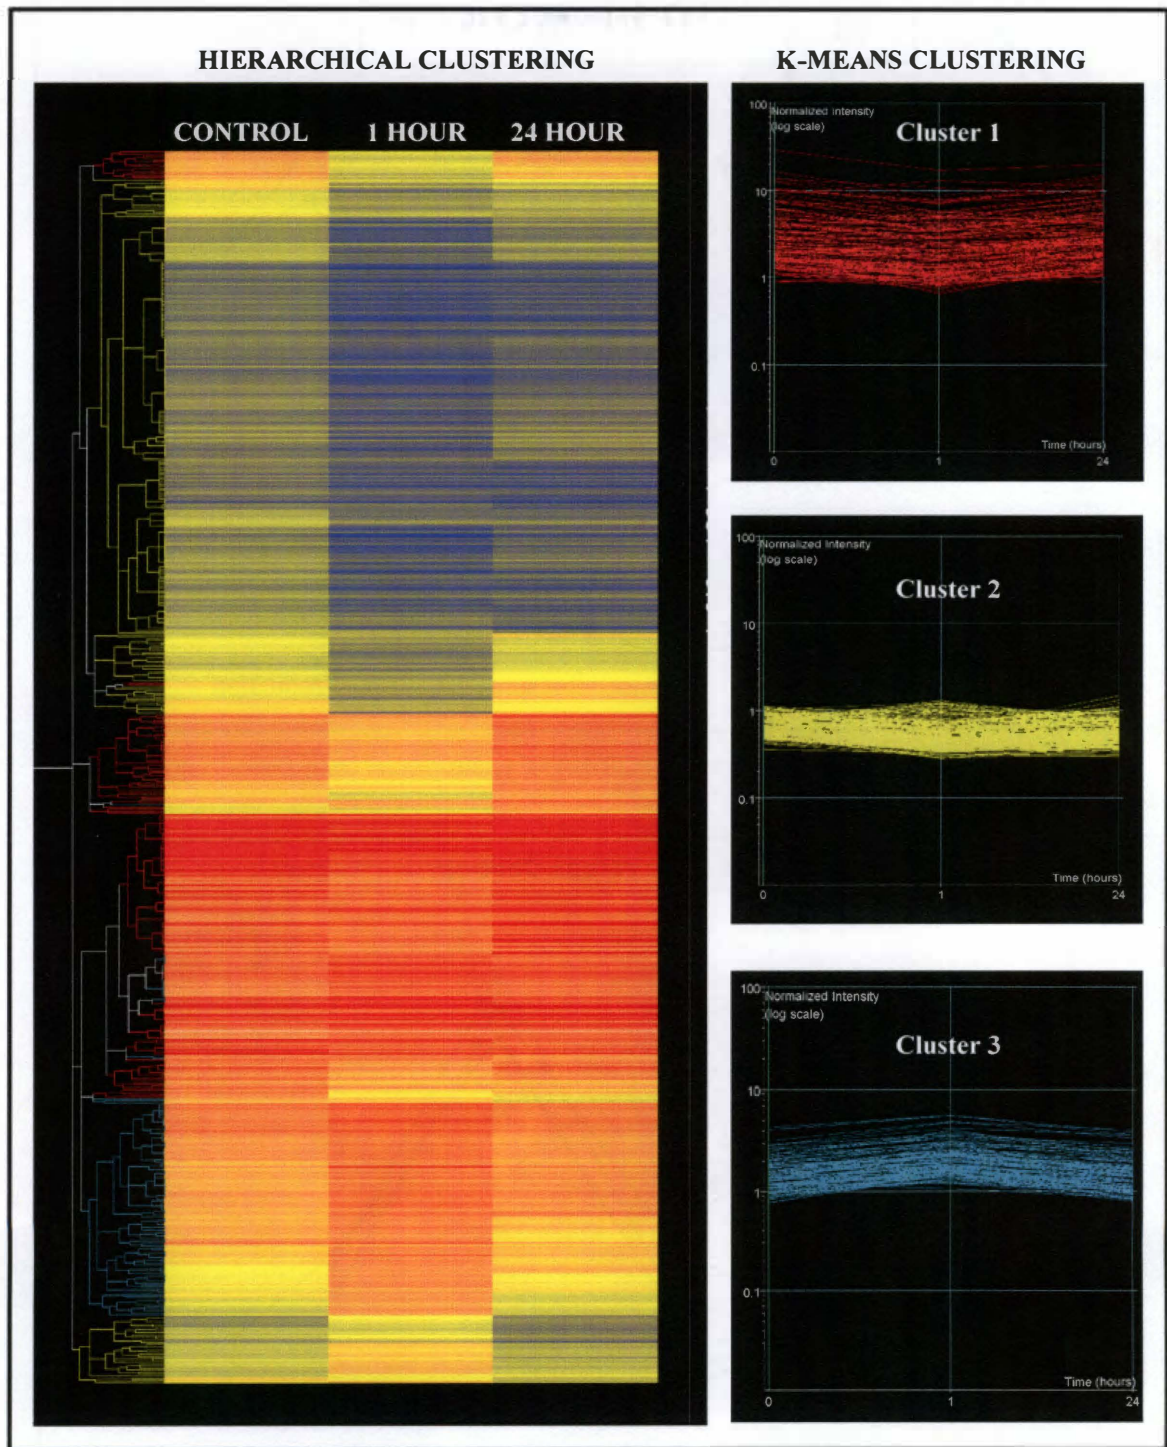 HIERARCHICAL CLUSTERING
CONTROL 1 HOUR 24 HOUR
K-MEANS CLUSTERING
100
Normalized Intensity
(log scale)
Cluster 1
10
1
0.1
Time (hours)
0 1 24
100
Normalized Intensity
(log scale)
Cluster 2
10
1
0.1
Time (hours)
0 1 24
100
Normalized Intensity
(log scale)
Cluster 3
10
1
0.1
Time (hours)
0 1 24